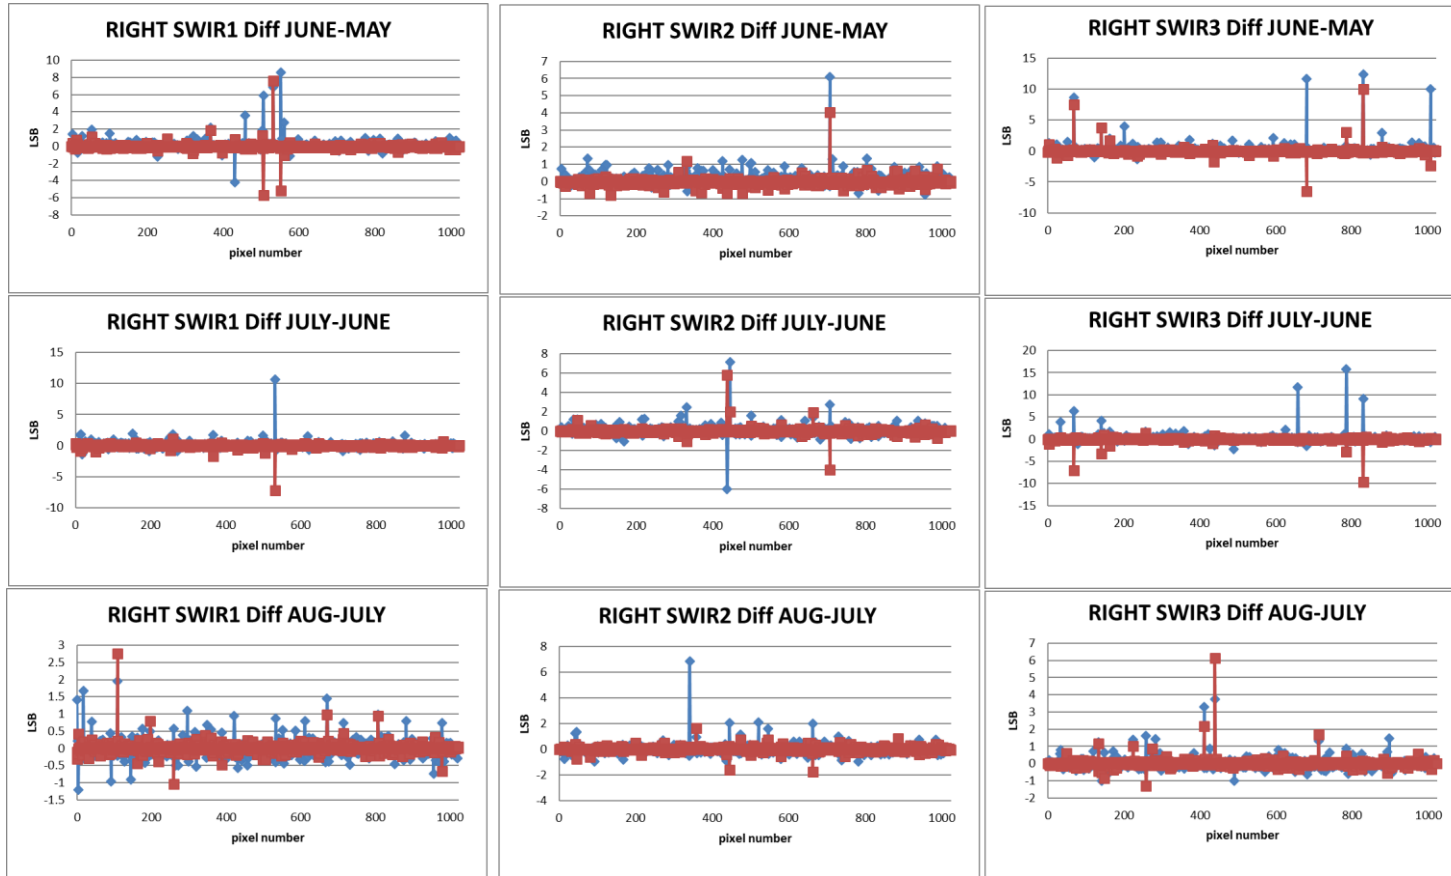 RIGHT SWIR1 Diff JUNE-MAY
10
8
6
4
2
0
-2
-4
-6
-8
LSB
0 200 400 600 800 1000
pixel number
RIGHT SWIR2 Diff JUNE-MAY
7
6
5
4
3
2
1
0
-1
-2
LSB
0 200 400 600 800 1000
pixel number
RIGHT SWIR3 Diff JUNE-MAY
15
10
5
0
-5
-10
LSB
0 200 400 600 800 1000
pixel number
RIGHT SWIR1 Diff JULY-JUNE
15
10
5
0
-5
-10
LSB
0 200 400 600 800 1000
pixel number
RIGHT SWIR2 Diff JULY-JUNE
8
6
4
2
0
-2
-4
-6
-8
LSB
0 200 400 600 800 1000
pixel number
RIGHT SWIR3 Diff JULY-JUNE
20
15
10
5
0
-5
-10
-15
LSB
0 200 400 600 800 1000
pixel number
RIGHT SWIR1 Diff AUG-JULY
3
2.5
2
1.5
1
0.5
0
-0.5
-1
-1.5
LSB
0 200 400 600 800 1000
pixel number
RIGHT SWIR2 Diff AUG-JULY
8
6
4
2
0
-2
-4
LSB
0 200 400 600 800 1000
pixel number
RIGHT SWIR3 Diff AUG-JULY
7
6
5
4
3
2
1
0
-1
-2
LSB
0 200 400 600 800 1000
pixel number